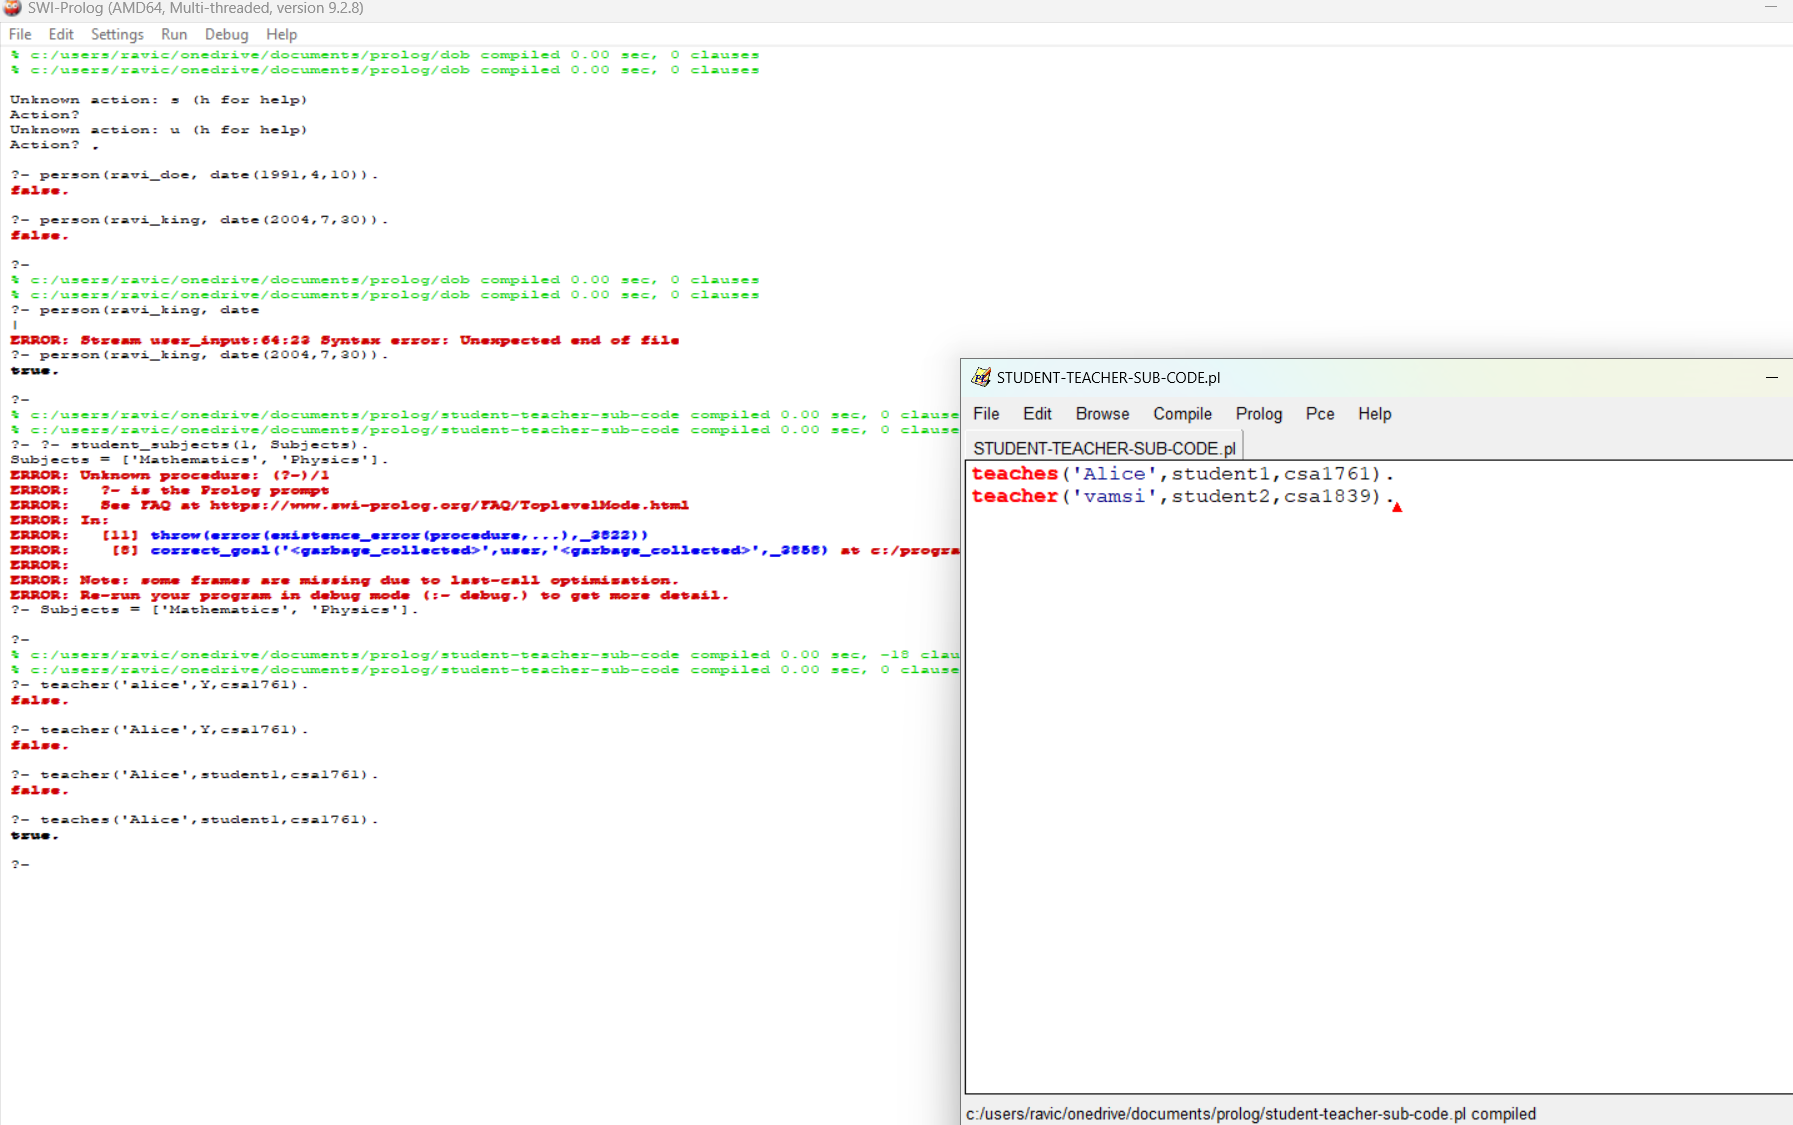 SWI-Prolog (AMD64, Multi-threaded, version 9.2.8)
File Edit Settings Run Debug Help
% c:/users/ravic/onedrive/documents/prolog/dob compiled 0.00 sec, 0 clauses
% c:/users/ravic/onedrive/documents/prolog/dob compiled 0.00 sec, 0 clauses
Unknown action: s (h for help)
Action?
Unknown action: u (h for help)
Action? .
?- person(ravi_doe, date(1991,4,10)).
false.
?- person(ravi_king, date(2004,7,30)).
false.
?-
% c:/users/ravic/onedrive/documents/prolog/dob compiled 0.00 sec, 0 clauses
% c:/users/ravic/onedrive/documents/prolog/dob compiled 0.00 sec, 0 clauses
?- person(ravi_king, date
|
ERROR: Stream user_input:64:23 Syntax error: Unexpected end of file
?- person(ravi_king, date(2004,7,30)).
true.
?-
% c:/users/ravic/onedrive/documents/prolog/student-teacher-sub-code compiled 0.00 sec, 0 clause
% c:/users/ravic/onedrive/documents/prolog/student-teacher-sub-code compiled 0.00 sec, 0 clause
?- ?- student_subjects(1, Subjects).
Subjects = ['Mathematics', 'Physics'].
ERROR: Unknown procedure: (?-)/1
ERROR:   ?- is the Prolog prompt
ERROR:   See FAQ at https://www.swi-prolog.org/FAQ/ToplevelMode.html
ERROR: In:
ERROR:   [11] throw(error(existence_error(procedure,...),_3822))
ERROR:    [8] correct_goal('<garbage_collected>',user,'<garbage_collected>',_3858) at c:/progra
ERROR:
ERROR: Note: some frames are missing due to last-call optimization.
ERROR: Re-run your program in debug mode (:- debug.) to get more detail.
?- Subjects = ['Mathematics', 'Physics'].
?-
% c:/users/ravic/onedrive/documents/prolog/student-teacher-sub-code compiled 0.00 sec, -18 clau
% c:/users/ravic/onedrive/documents/prolog/student-teacher-sub-code compiled 0.00 sec, 0 clause
?- teacher('alice',Y,csa1761).
false.
?- teacher('Alice',Y,csa1761).
false.
?- teacher('Alice',student1,csa1761).
false.
?- teaches('Alice',student1,csa1761).
true.
?-
STUDENT-TEACHER-SUB-CODE.pl
File Edit Browse Compile Prolog Pce Help
STUDENT-TEACHER-SUB-CODE.pl
teaches('Alice',student1,csa1761).
teacher('vamsi',student2,csa1839).
c:/users/ravic/onedrive/documents/prolog/student-teacher-sub-code.pl compiled